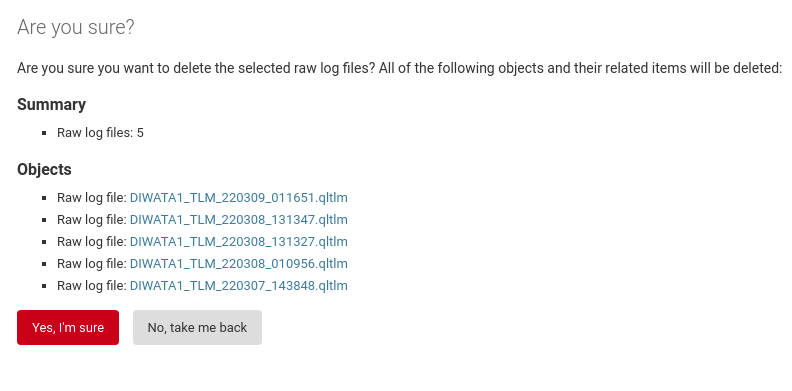 Are you sure?
Are you sure you want to delete the selected raw log files? All of the following objects and their related items will be deleted:
Summary
Raw log files: 5
Objects
Raw log file: DIWATA1_TLM_220309_011651.qltlm
Raw log file: DIWATA1_TLM_220308_131347.qltlm
Raw log file: DIWATA1_TLM_220308_131327.qltlm
Raw log file: DIWATA1_TLM_220308_010956.qltlm
Raw log file: DIWATA1_TLM_220307_143848.qltlm
Yes, I'm sure No, take me back